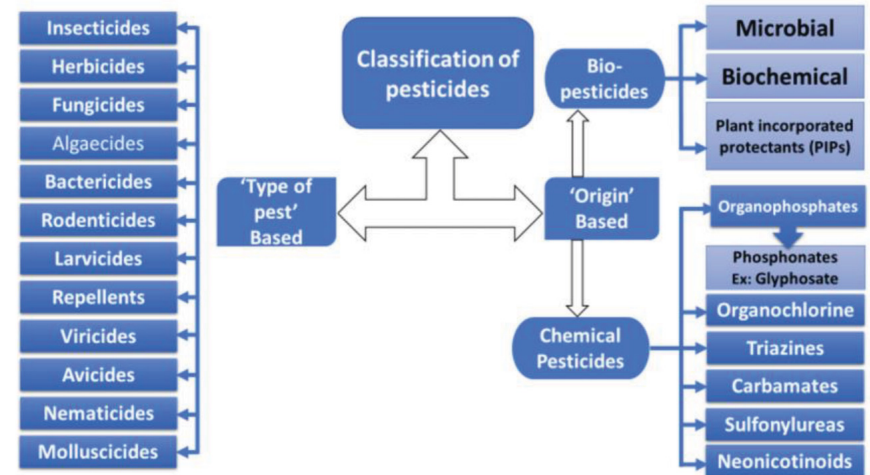 Classification of
pesticides
'Type of
pest'
Based
Insecticides
Herbicides
Fungicides
Algaecides
Bactericides
Rodenticides
Larvicides
Repellents
Viricides
Avicides
Nematicides
Molluscicides
'Origin'
Based
Bio-
pesticides
Microbial
Biochemical
Plant incorporated
protectants (PIPs)
Chemical
Pesticides
Organophosphates
Phosphonates
Ex: Glyphosate
Organochlorine
Triazines
Carbamates
Sulfonylureas
Neonicotinoids